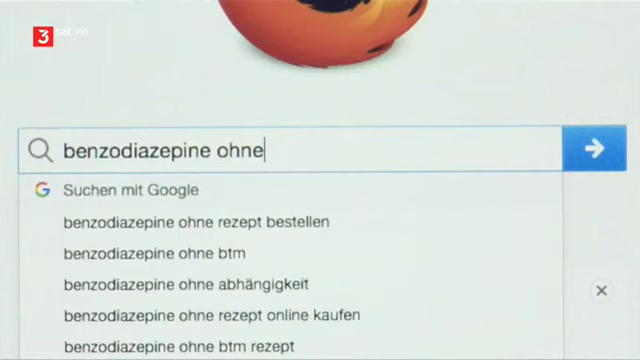 3sat HD
benzodiazepine ohne
Suchen mit Google
benzodiazepine ohne rezept bestellen
benzodiazepine ohne btm
benzodiazepine ohne abhängigkeit
benzodiazepine ohne rezept online kaufen
benzodiazepine ohne btm rezept